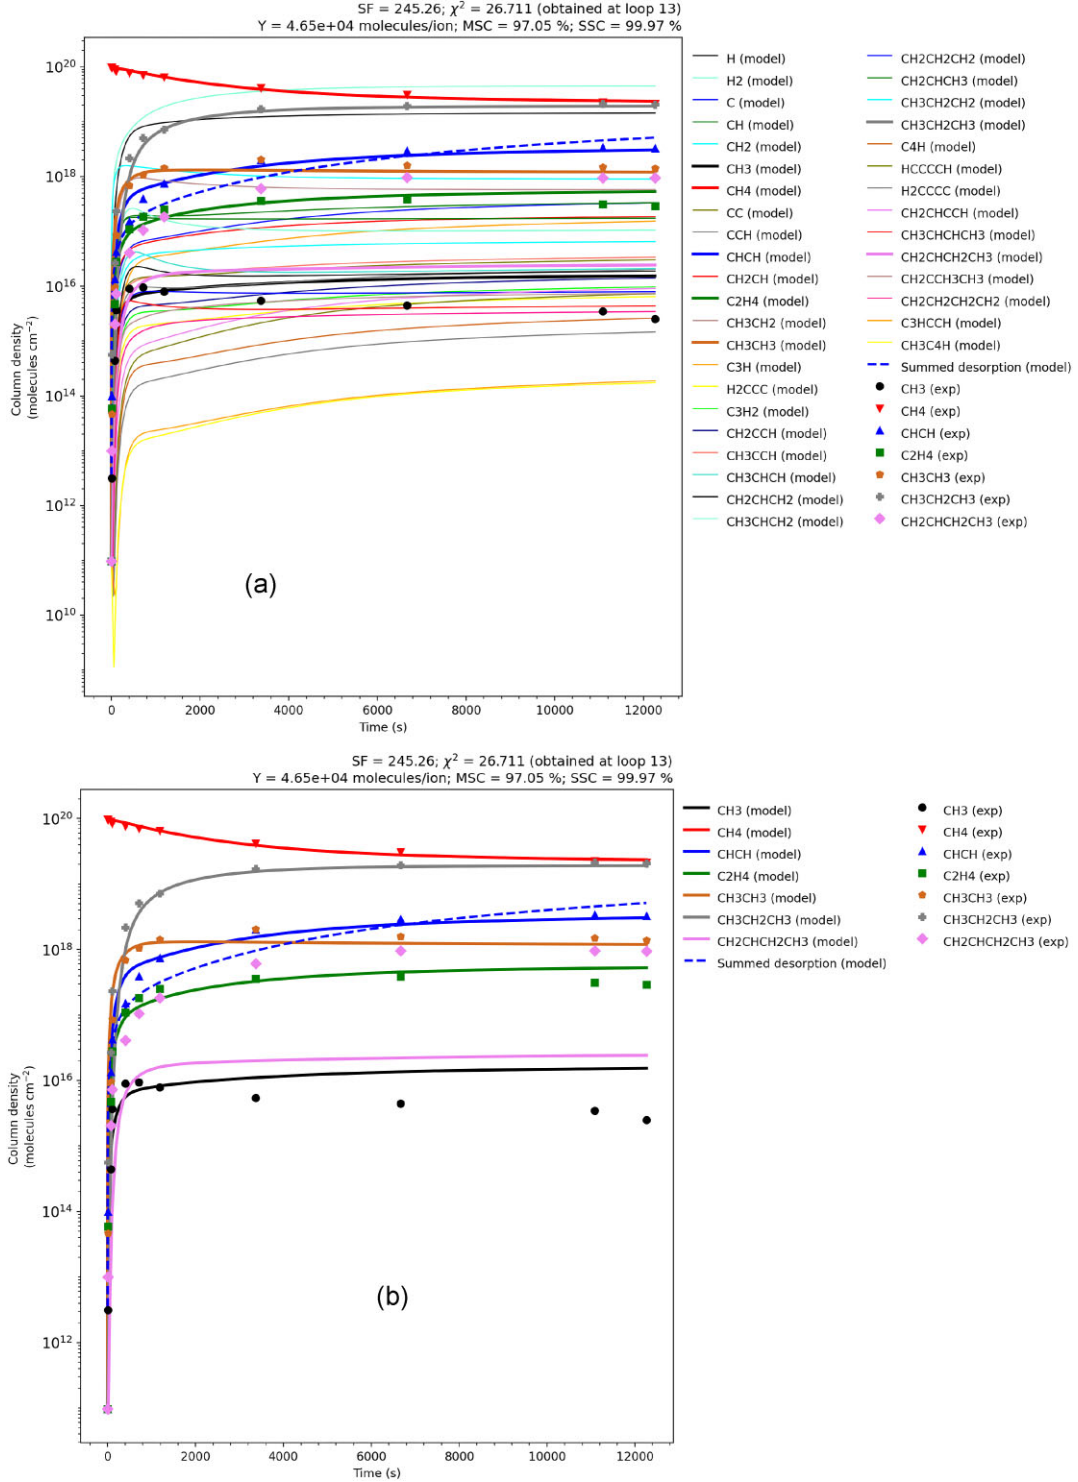 SF = 245.26; χ² = 26.711 (obtained at loop 13)
Y = 4.65e+04 molecules/ion; MSC = 97.05 %; SSC = 99.97 %
10²⁰
10¹⁸
10¹⁶
10¹⁴
10¹²
10¹⁰
Column density
(molecules cm⁻²)
0 2000 4000 6000 8000 10000 12000
Time (s)
(a)
H (model)
H2 (model)
C (model)
CH (model)
CH2 (model)
CH3 (model)
CH4 (model)
CC (model)
CCH (model)
CHCH (model)
CH2CH (model)
C2H4 (model)
CH3CH2 (model)
CH3CH3 (model)
C3H (model)
H2CCC (model)
C3H2 (model)
CH2CCH (model)
CH3CCH (model)
CH3CHCH (model)
CH2CHCH2 (model)
CH3CHCH2 (model)
CH2CH2CH2 (model)
CH2CHCH3 (model)
CH3CH2CH2 (model)
CH3CH2CH3 (model)
C4H (model)
HCCCCH (model)
H2CCCC (model)
CH2CHCCH (model)
CH3CHCHCH3 (model)
CH2CHCH2CH3 (model)
CH2CCH3CH3 (model)
CH2CH2CH2CH2 (model)
C3HCCH (model)
CH3C4H (model)
Summed desorption (model)
CH3 (exp)
CH4 (exp)
CHCH (exp)
C2H4 (exp)
CH3CH3 (exp)
CH3CH2CH3 (exp)
CH2CHCH2CH3 (exp)
SF = 245.26; χ² = 26.711 (obtained at loop 13)
Y = 4.65e+04 molecules/ion; MSC = 97.05 %; SSC = 99.97 %
10²⁰
10¹⁸
10¹⁶
10¹⁴
10¹²
Column density
(molecules cm⁻²)
0 2000 4000 6000 8000 10000 12000
Time (s)
(b)
CH3 (model)
CH4 (model)
CHCH (model)
C2H4 (model)
CH3CH3 (model)
CH3CH2CH3 (model)
CH2CHCH2CH3 (model)
Summed desorption (model)
CH3 (exp)
CH4 (exp)
CHCH (exp)
C2H4 (exp)
CH3CH3 (exp)
CH3CH2CH3 (exp)
CH2CHCH2CH3 (exp)